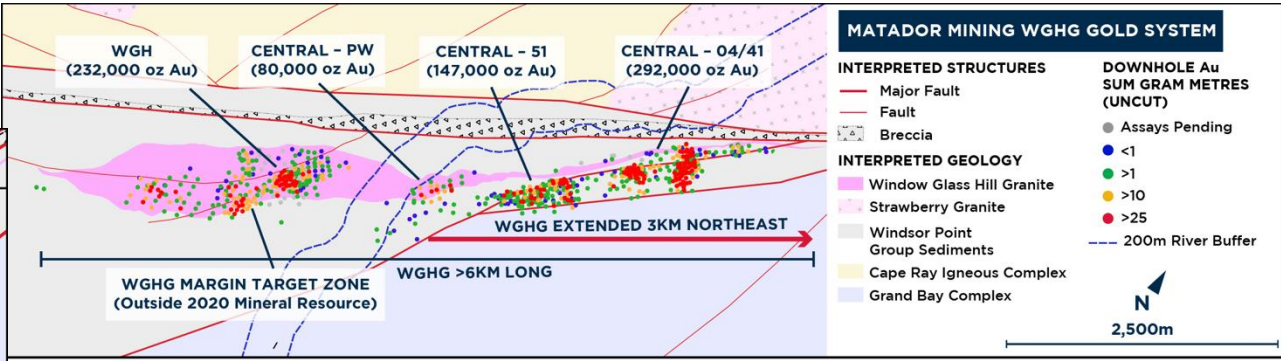 WGH
(232,000 oz Au)
CENTRAL – PW
(80,000 oz Au)
CENTRAL – 51
(147,000 oz Au)
CENTRAL – 04/41
(292,000 oz Au)
WGHG EXTENDED 3KM NORTHEAST
WGHG >6KM LONG
WGHG MARGIN TARGET ZONE
(Outside 2020 Mineral Resource)
MATADOR MINING WGHG GOLD SYSTEM
INTERPRETED STRUCTURES
Major Fault
Fault
Breccia
INTERPRETED GEOLOGY
Window Glass Hill Granite
Strawberry Granite
Windsor Point
Group Sediments
Cape Ray Igneous Complex
Grand Bay Complex
DOWNHOLE Au
SUM GRAM METRES
(UNCUT)
Assays Pending
<1
>1
>10
>25
200m River Buffer
N
2,500m